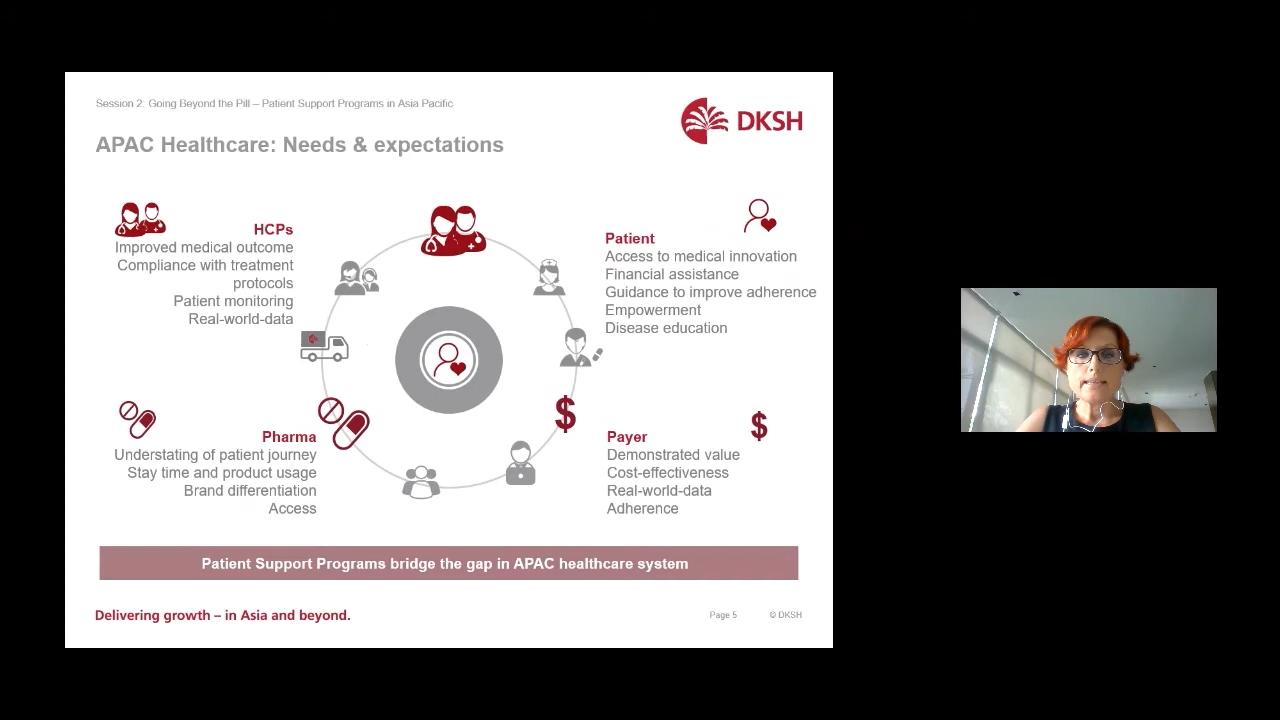 Session 2: Going Beyond the Pill – Patient Support Programs in Asia Pacific
DKSH
APAC Healthcare: Needs & expectations
HCPs
Improved medical outcome
Compliance with treatment
protocols
Patient monitoring
Real-world-data
Patient
Access to medical innovation
Financial assistance
Guidance to improve adherence
Empowerment
Disease education
Pharma
Understating of patient journey
Stay time and product usage
Brand differentiation
Access
$
$
Payer
Demonstrated value
Cost-effectiveness
Real-world-data
Adherence
Patient Support Programs bridge the gap in APAC healthcare system
Delivering growth – in Asia and beyond.
Page 5
© DKSH